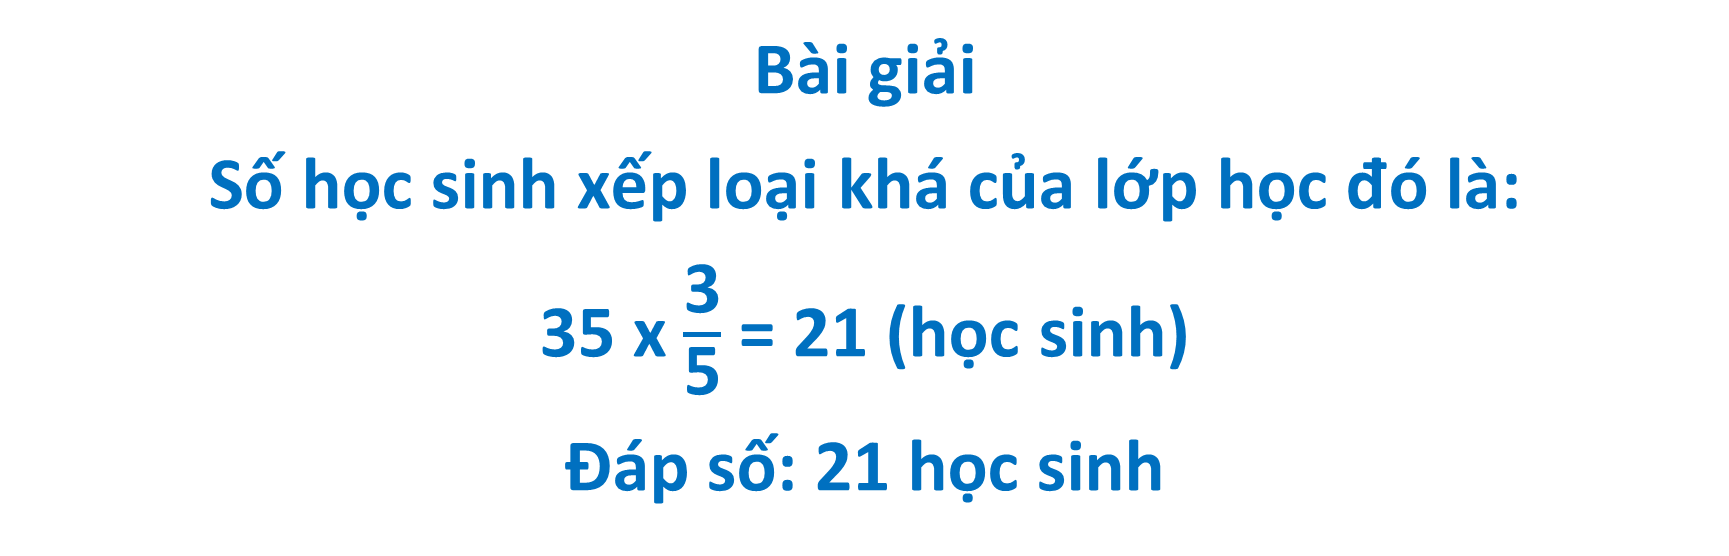 Bài giải
Số học sinh xếp loại khá của lớp học đó là:
35 x 3/5 = 21 (học sinh)
Đáp số: 21 học sinh